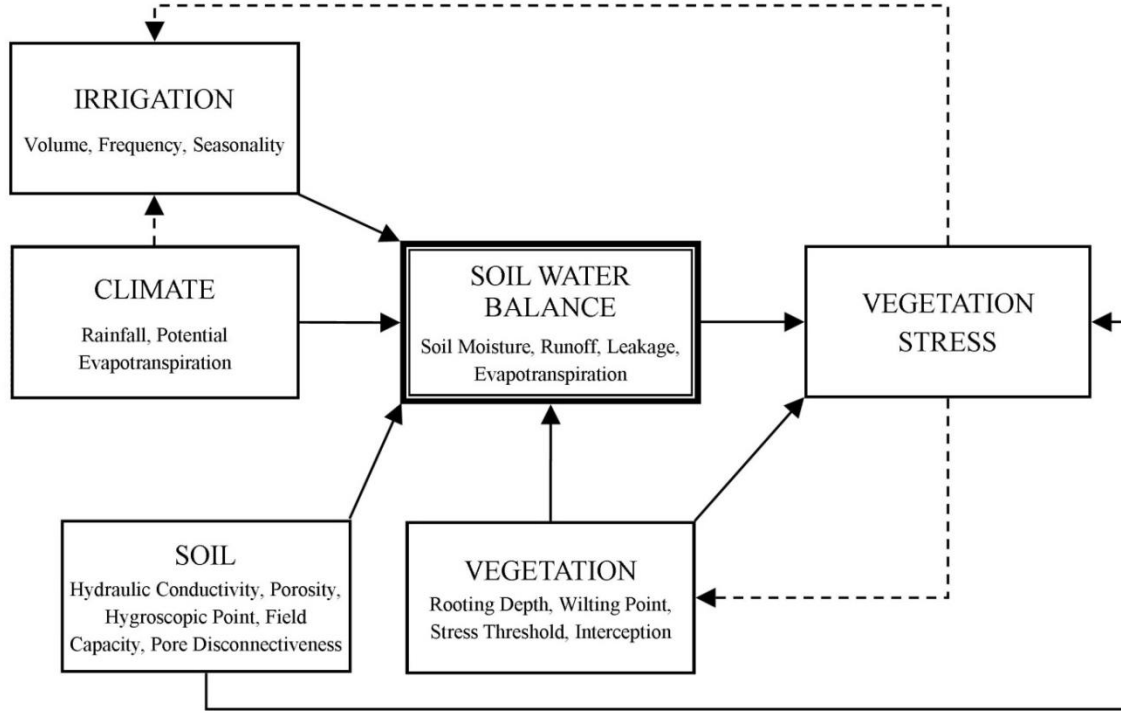 IRRIGATION
Volume, Frequency, Seasonality
CLIMATE
Rainfall, Potential
Evapotranspiration
SOIL WATER
BALANCE
Soil Moisture, Runoff, Leakage,
Evapotranspiration
VEGETATION
STRESS
SOIL
Hydraulic Conductivity, Porosity,
Hygroscopic Point, Field
Capacity, Pore Disconnectiveness
VEGETATION
Rooting Depth, Wilting Point,
Stress Threshold, Interception